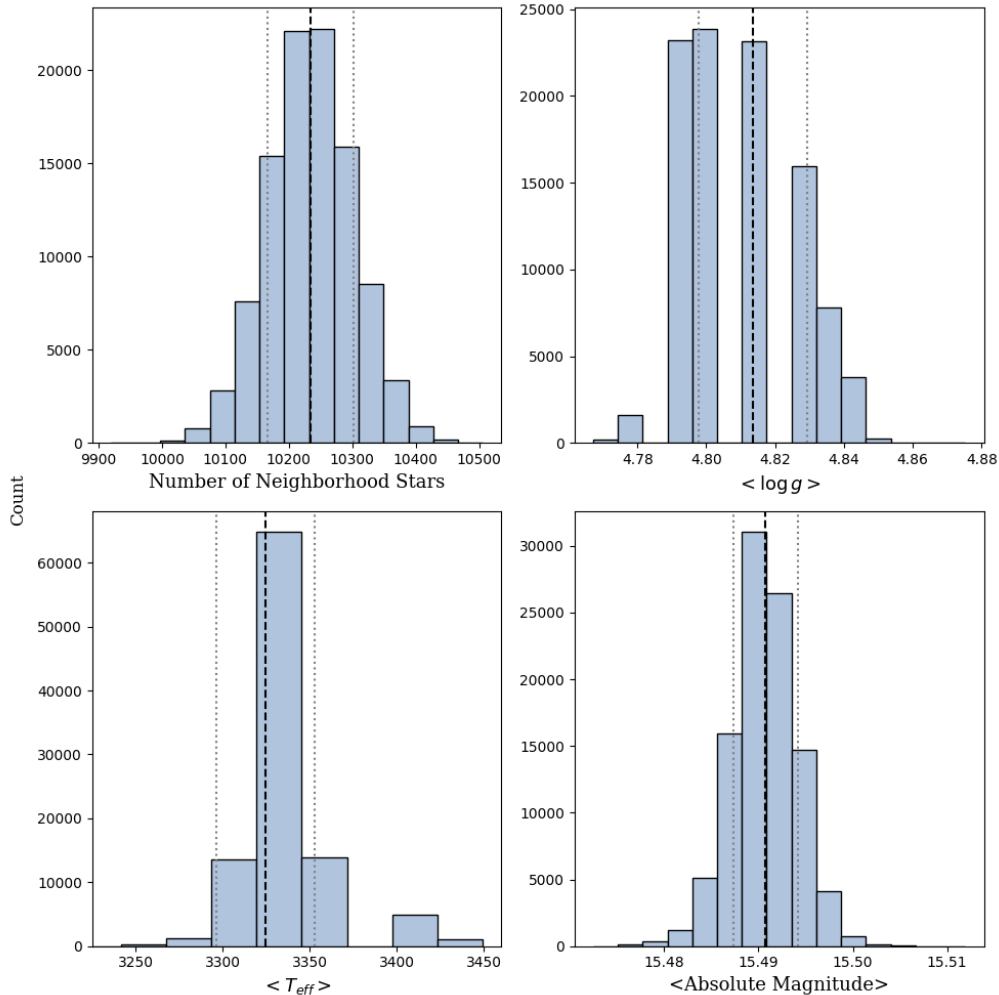 20000
15000
10000
5000
0
9900 10000 10100 10200 10300 10400 10500
Number of Neighborhood Stars
25000
20000
15000
10000
5000
0
4.78 4.80 4.82 4.84 4.86 4.88
< log g >
Count
60000
50000
40000
30000
20000
10000
0
3250 3300 3350 3400 3450
< T_eff >
30000
25000
20000
15000
10000
5000
0
15.48 15.49 15.50 15.51
<Absolute Magnitude>